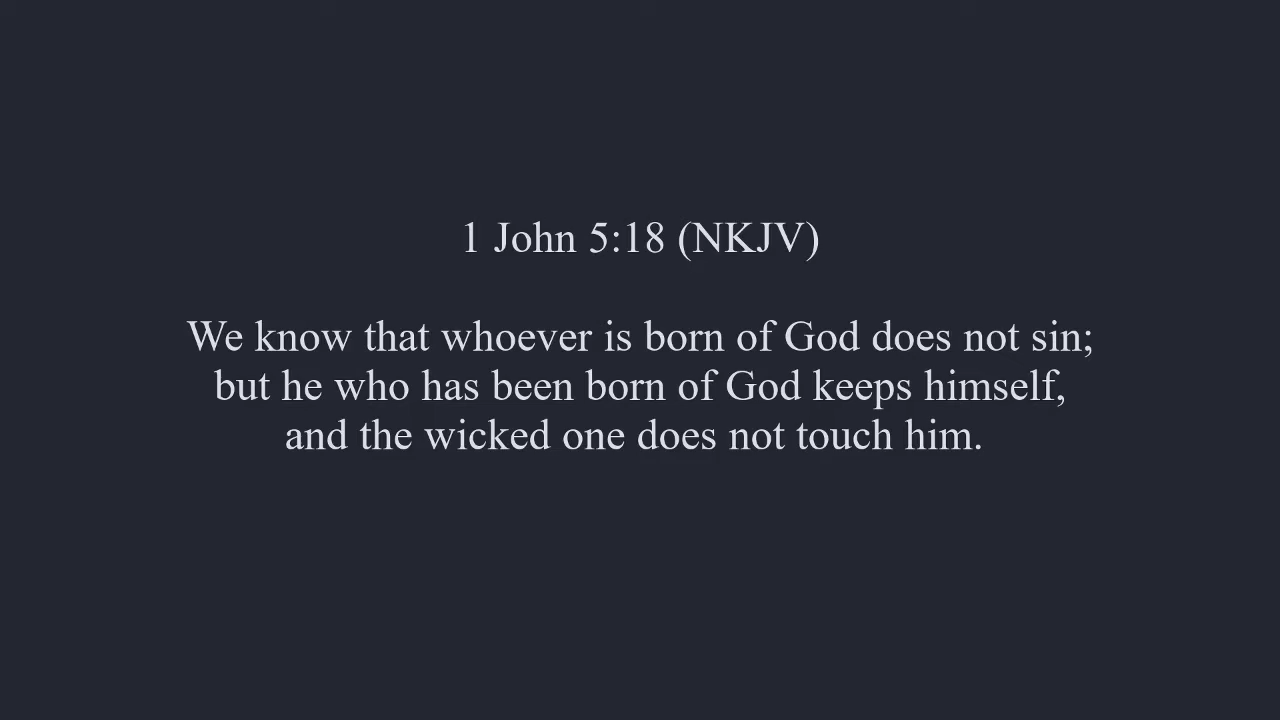 1 John 5:18 (NKJV)
We know that whoever is born of God does not sin;
but he who has been born of God keeps himself,
and the wicked one does not touch him.